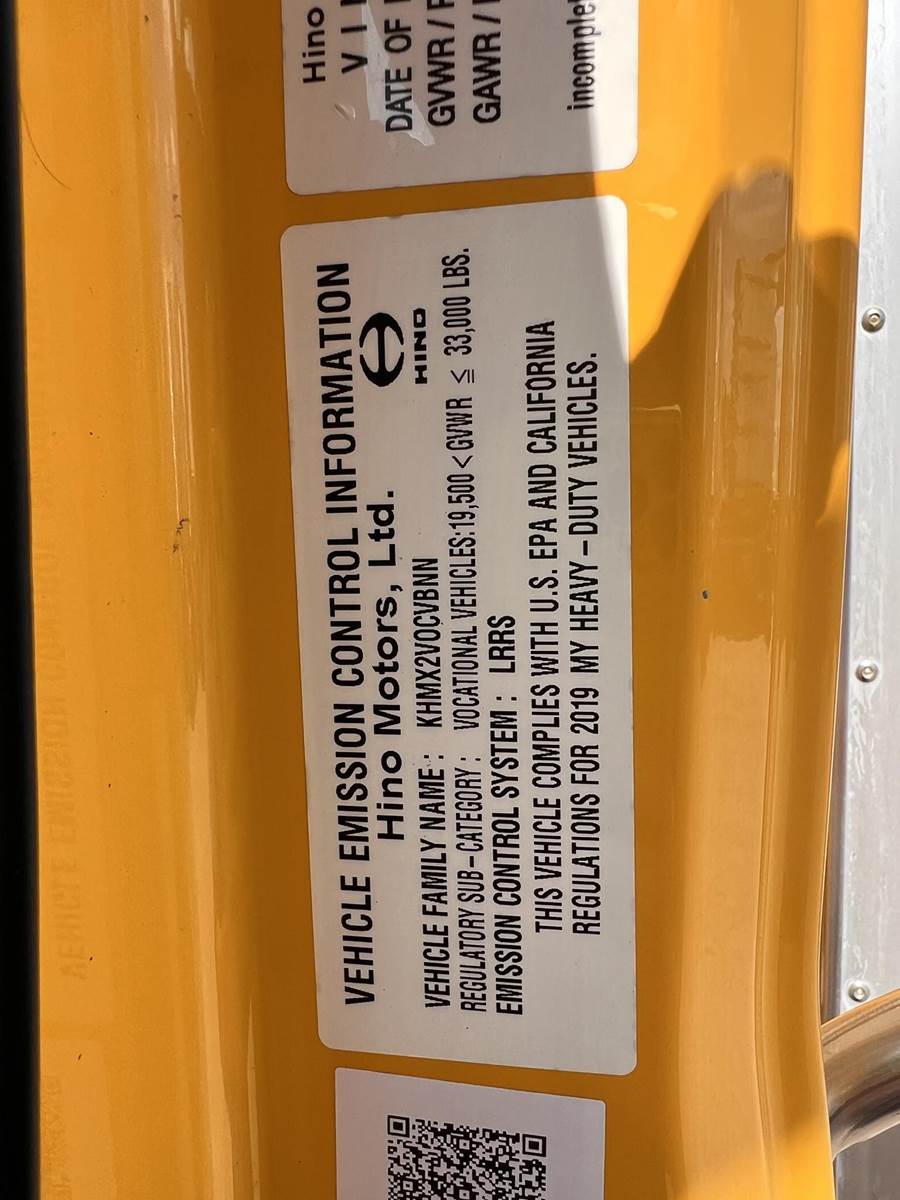 Hino
VIN
DATE OF
GVWR /
GAWR /
incomplet
VEHICLE EMISSION CONTROL INFORMATION
Hino Motors, Ltd.
HINO
VEHICLE FAMILY NAME : KHMX2VOCVBNN
REGULATORY SUB-CATEGORY : VOCATIONAL VEHICLES:19,500 < GVWR ≦ 33,000 LBS.
EMISSION CONTROL SYSTEM : LRRS
THIS VEHICLE COMPLIES WITH U.S. EPA AND CALIFORNIA
REGULATIONS FOR 2019 MY HEAVY-DUTY VEHICLES.